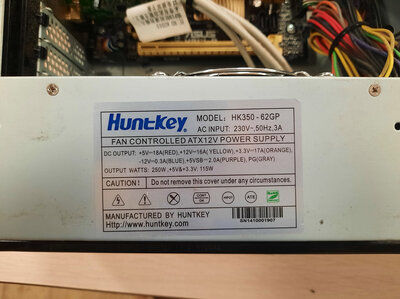 ASUS
Huntkey
MODEL: HK350-62GP
AC INPUT: 230V~,50Hz,3A
FAN CONTROLLED ATX12V POWER SUPPLY
DC OUTPUT: +5V⎓18A(RED),+12V⎓16A(YELLOW),+3.3V⎓17A(ORANGE),
-12V⎓0.3A(BLUE),+5VSB⎓2.0A(PURPLE),PG(GRAY)
OUTPUT WATTS: 250W ,+5V&+3.3V, 115W
CAUTION: Do not remove this cover under any circumstances.
MANUFACTURED BY HUNTKEY
Http://www.huntkey.com
SN1410001907